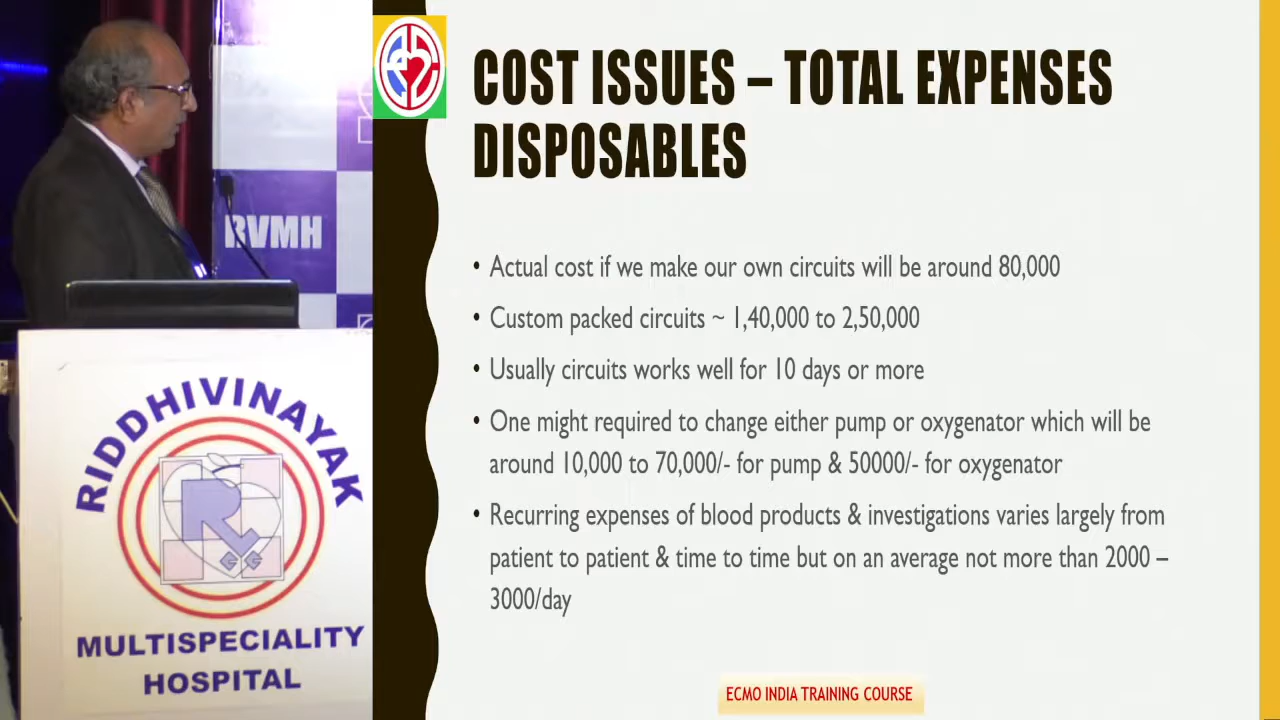 COST ISSUES – TOTAL EXPENSES
DISPOSABLES
• Actual cost if we make our own circuits will be around 80,000
• Custom packed circuits ~ 1,40,000 to 2,50,000
• Usually circuits works well for 10 days or more
• One might required to change either pump or oxygenator which will be
around 10,000 to 70,000/- for pump & 50000/- for oxygenator
• Recurring expenses of blood products & investigations varies largely from
patient to patient & time to time but on an average not more than 2000 –
3000/day
ECMO INDIA TRAINING COURSE
RVMH
RIDDHIVINAYAK
MULTISPECIALITY
HOSPITAL